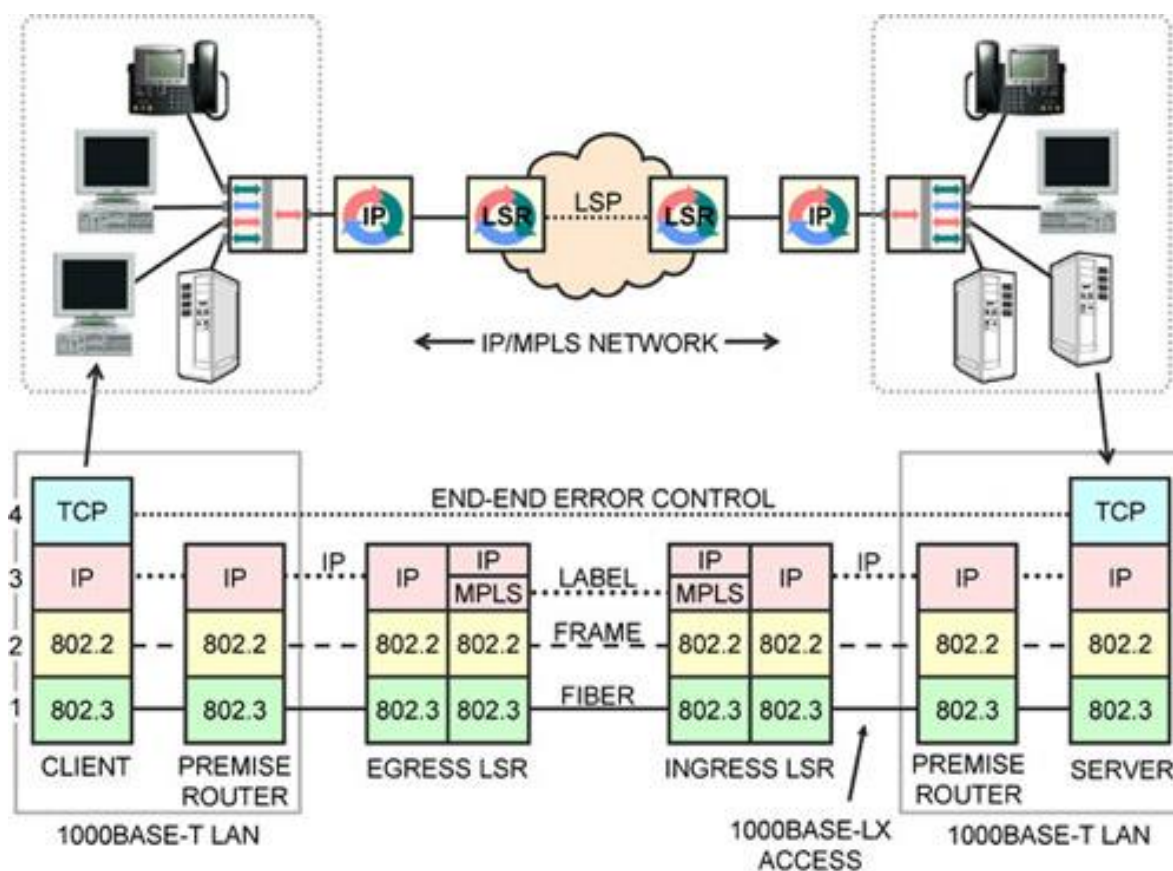 IP
LSR
LSP
LSR
IP
IP/MPLS NETWORK
4
TCP
END-END ERROR CONTROL
TCP
3
IP
IP
IP
IP
IP
MPLS
LABEL
IP
MPLS
IP
IP
IP
IP
2
802.2
802.2
802.2
802.2
FRAME
802.2
802.2
802.2
802.2
1
802.3
802.3
802.3
802.3
FIBER
802.3
802.3
802.3
802.3
CLIENT
PREMISE
ROUTER
EGRESS LSR
INGRESS LSR
PREMISE
ROUTER
SERVER
1000BASE-T LAN
1000BASE-LX
ACCESS
1000BASE-T LAN